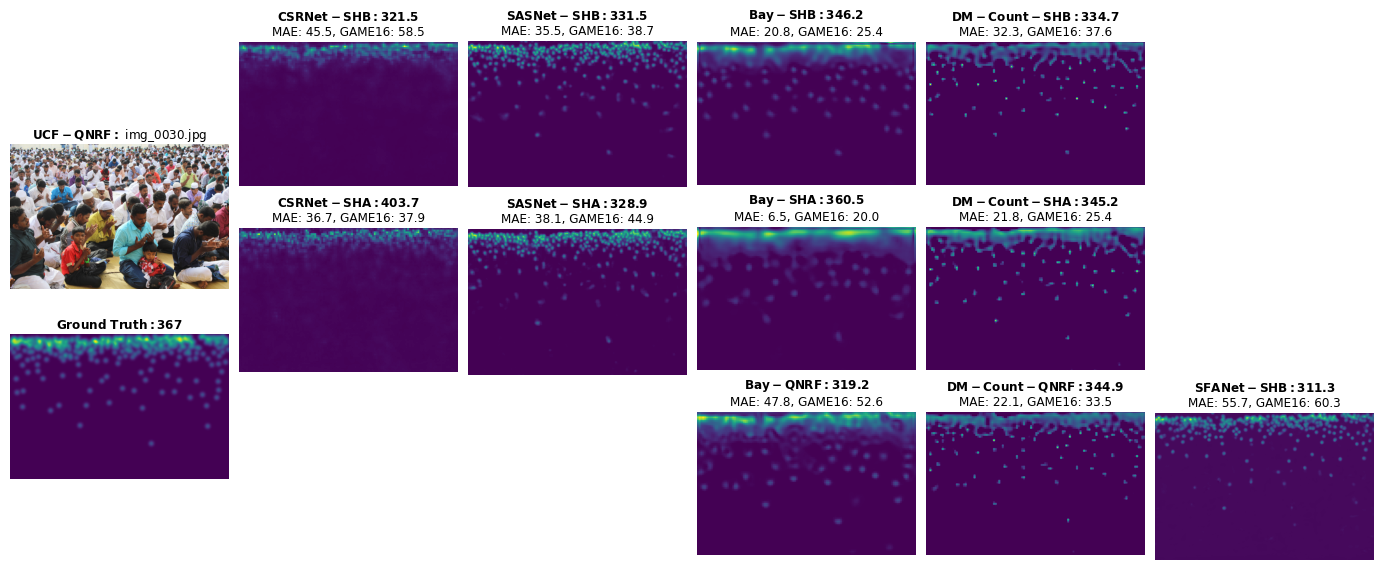 CSRNet − SHB : 321.5
MAE: 45.5, GAME16: 58.5
SASNet − SHB : 331.5
MAE: 35.5, GAME16: 38.7
Bay − SHB : 346.2
MAE: 20.8, GAME16: 25.4
DM − Count − SHB : 334.7
MAE: 32.3, GAME16: 37.6
UCF − QNRF : img_0030.jpg
CSRNet − SHA : 403.7
MAE: 36.7, GAME16: 37.9
SASNet − SHA : 328.9
MAE: 38.1, GAME16: 44.9
Bay − SHA : 360.5
MAE: 6.5, GAME16: 20.0
DM − Count − SHA : 345.2
MAE: 21.8, GAME16: 25.4
Ground Truth : 367
Bay − QNRF : 319.2
MAE: 47.8, GAME16: 52.6
DM − Count − QNRF : 344.9
MAE: 22.1, GAME16: 33.5
SFANet − SHB : 311.3
MAE: 55.7, GAME16: 60.3